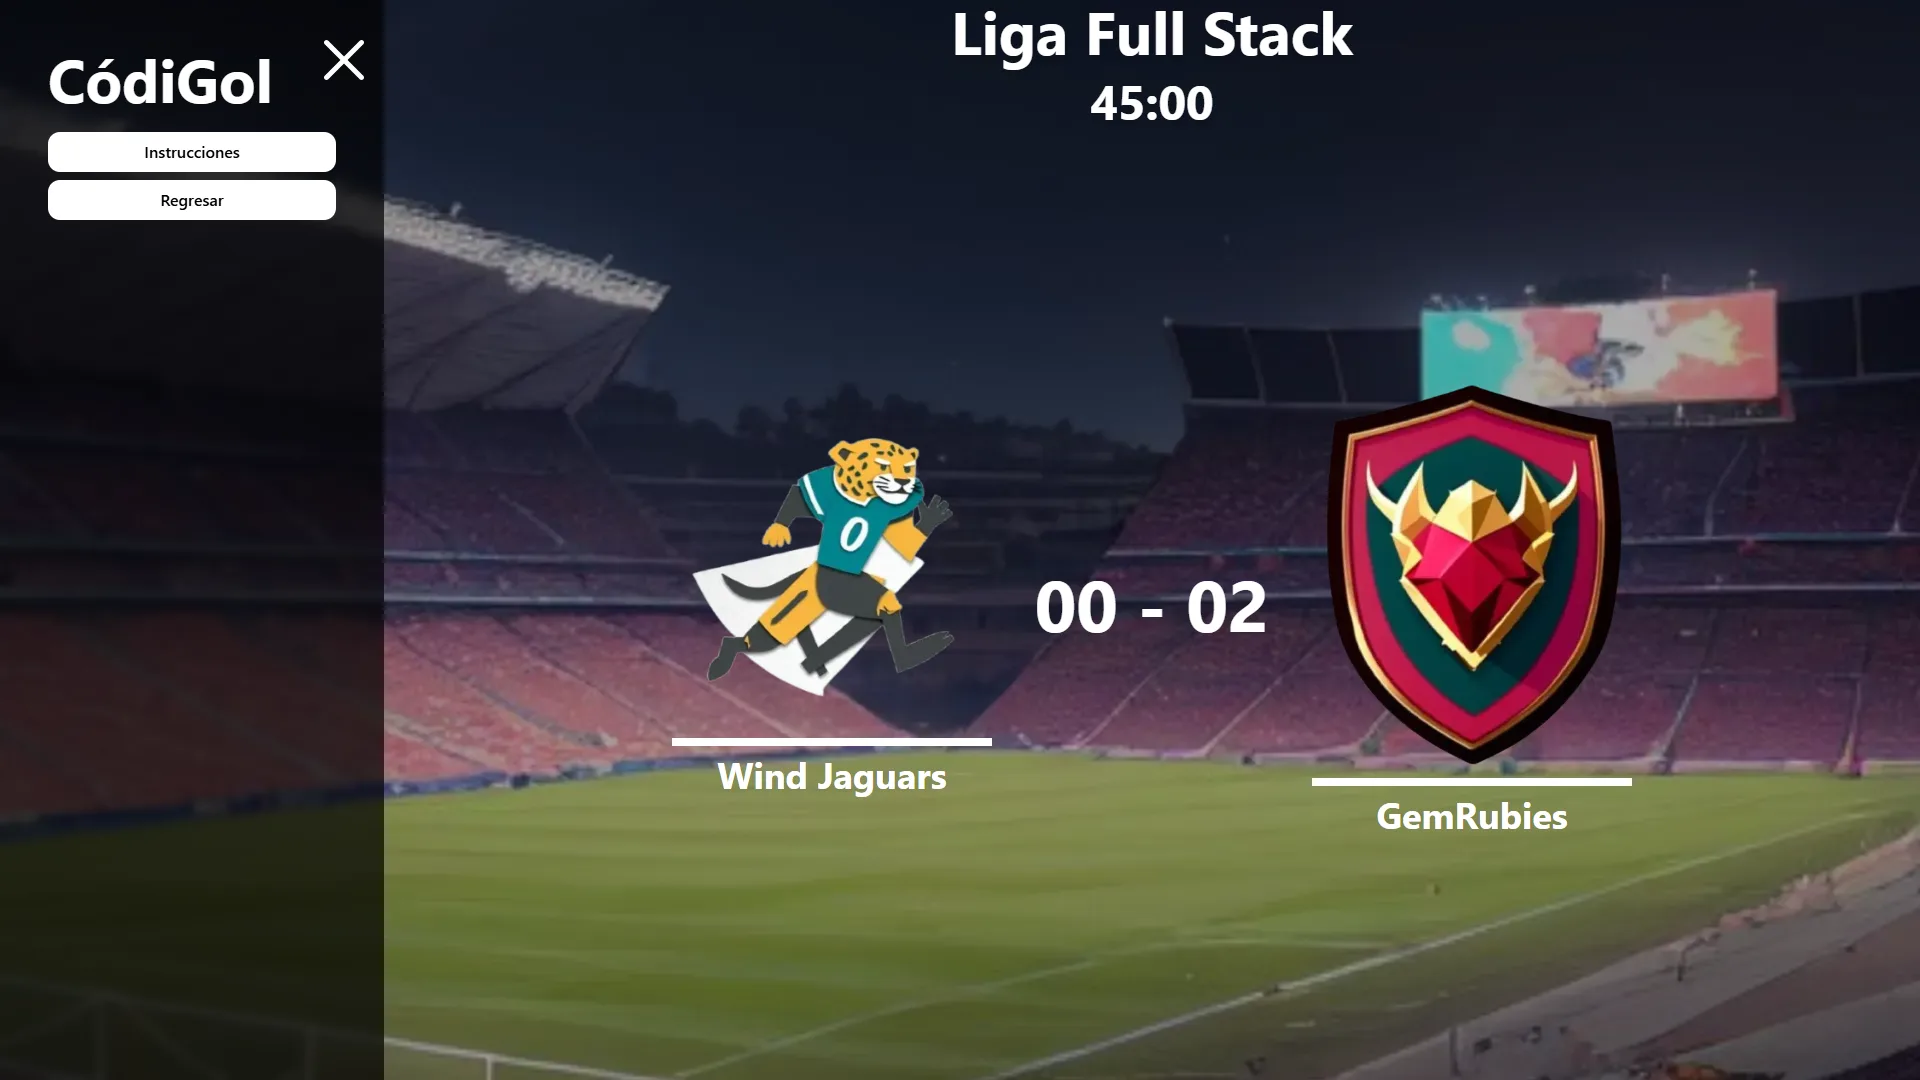 CódiGol
Instrucciones
Regresar
Liga Full Stack
45:00
0
00 - 02
Wind Jaguars
GemRubies